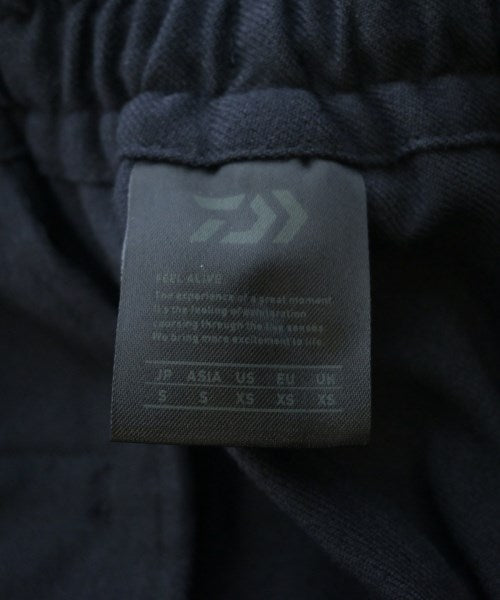 FEEL ALIVE
The experience of a great moment
is the feeling of exhilaration
coursing through the five senses.
We bring more excitement to life.
JP ASIA US EU UK
S S XS XS XS